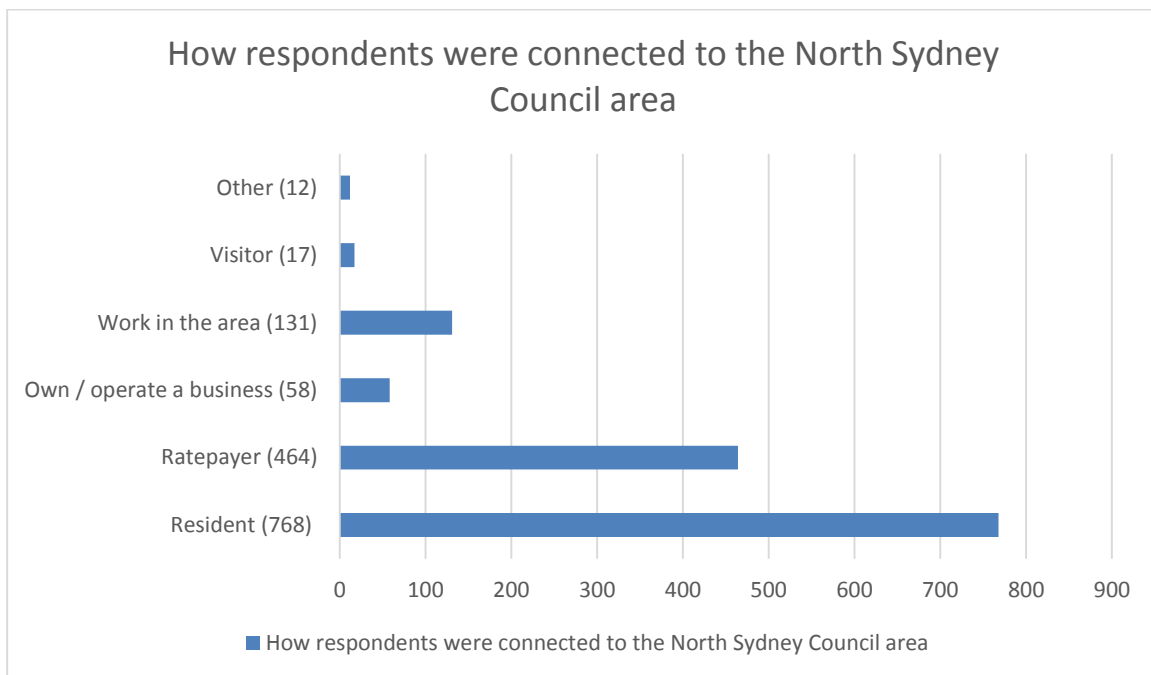 How respondents were connected to the North Sydney
Council area
Other (12)
Visitor (17)
Work in the area (131)
Own / operate a business (58)
Ratepayer (464)
Resident (768)
0 100 200 300 400 500 600 700 800 900
How respondents were connected to the North Sydney Council area